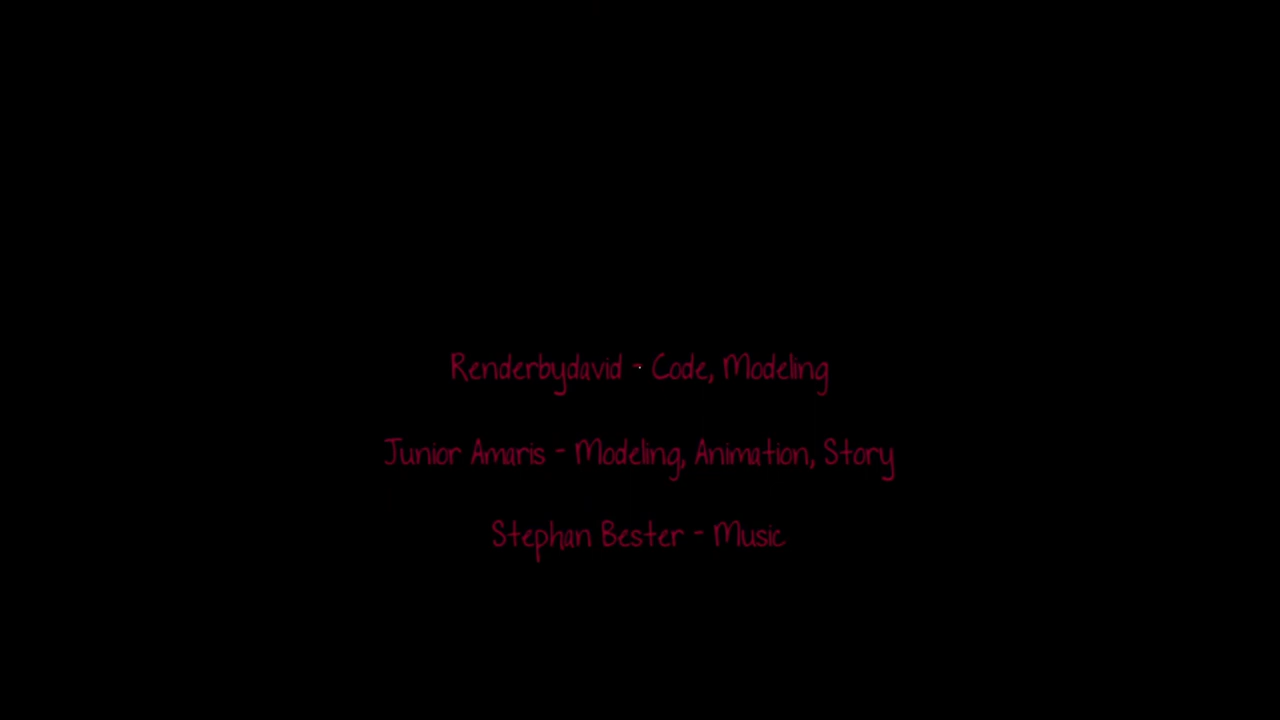 Renderbydavid - Code, Modeling
Junior Amaris - Modeling, Animation, Story
Stephan Bester - Music